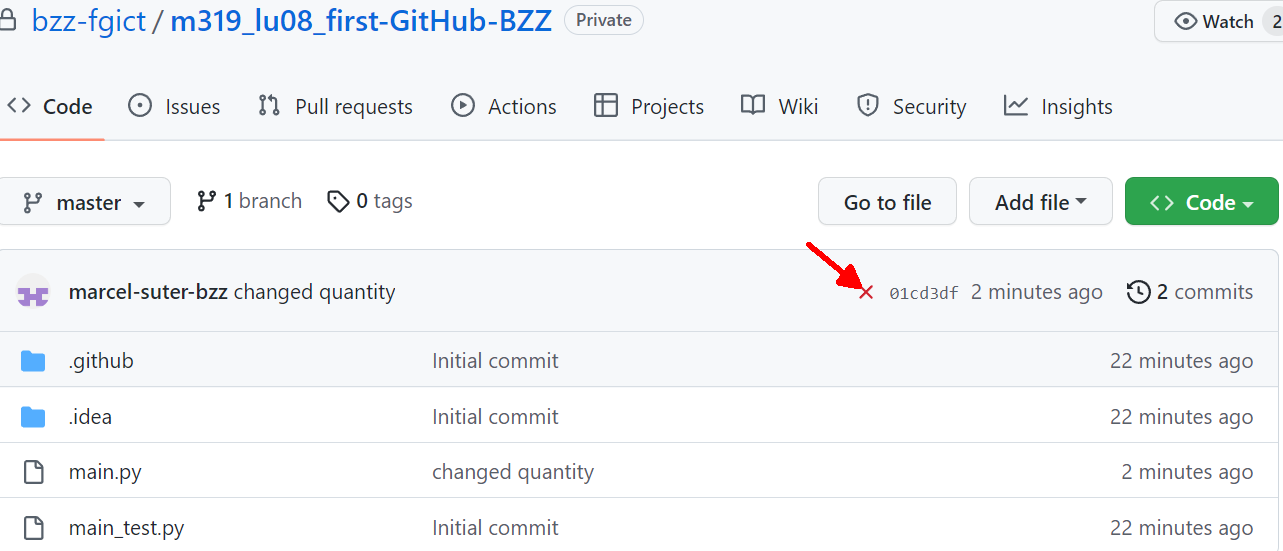 bzz-fgict / m319_lu08_first-GitHub-BZZ Private Watch 2
Code Issues Pull requests Actions Projects Wiki Security Insights
master 1 branch 0 tags Go to file Add file Code
marcel-suter-bzz changed quantity 01cd3df 2 minutes ago 2 commits
.github Initial commit 22 minutes ago
.idea Initial commit 22 minutes ago
main.py changed quantity 2 minutes ago
main_test.py Initial commit 22 minutes ago